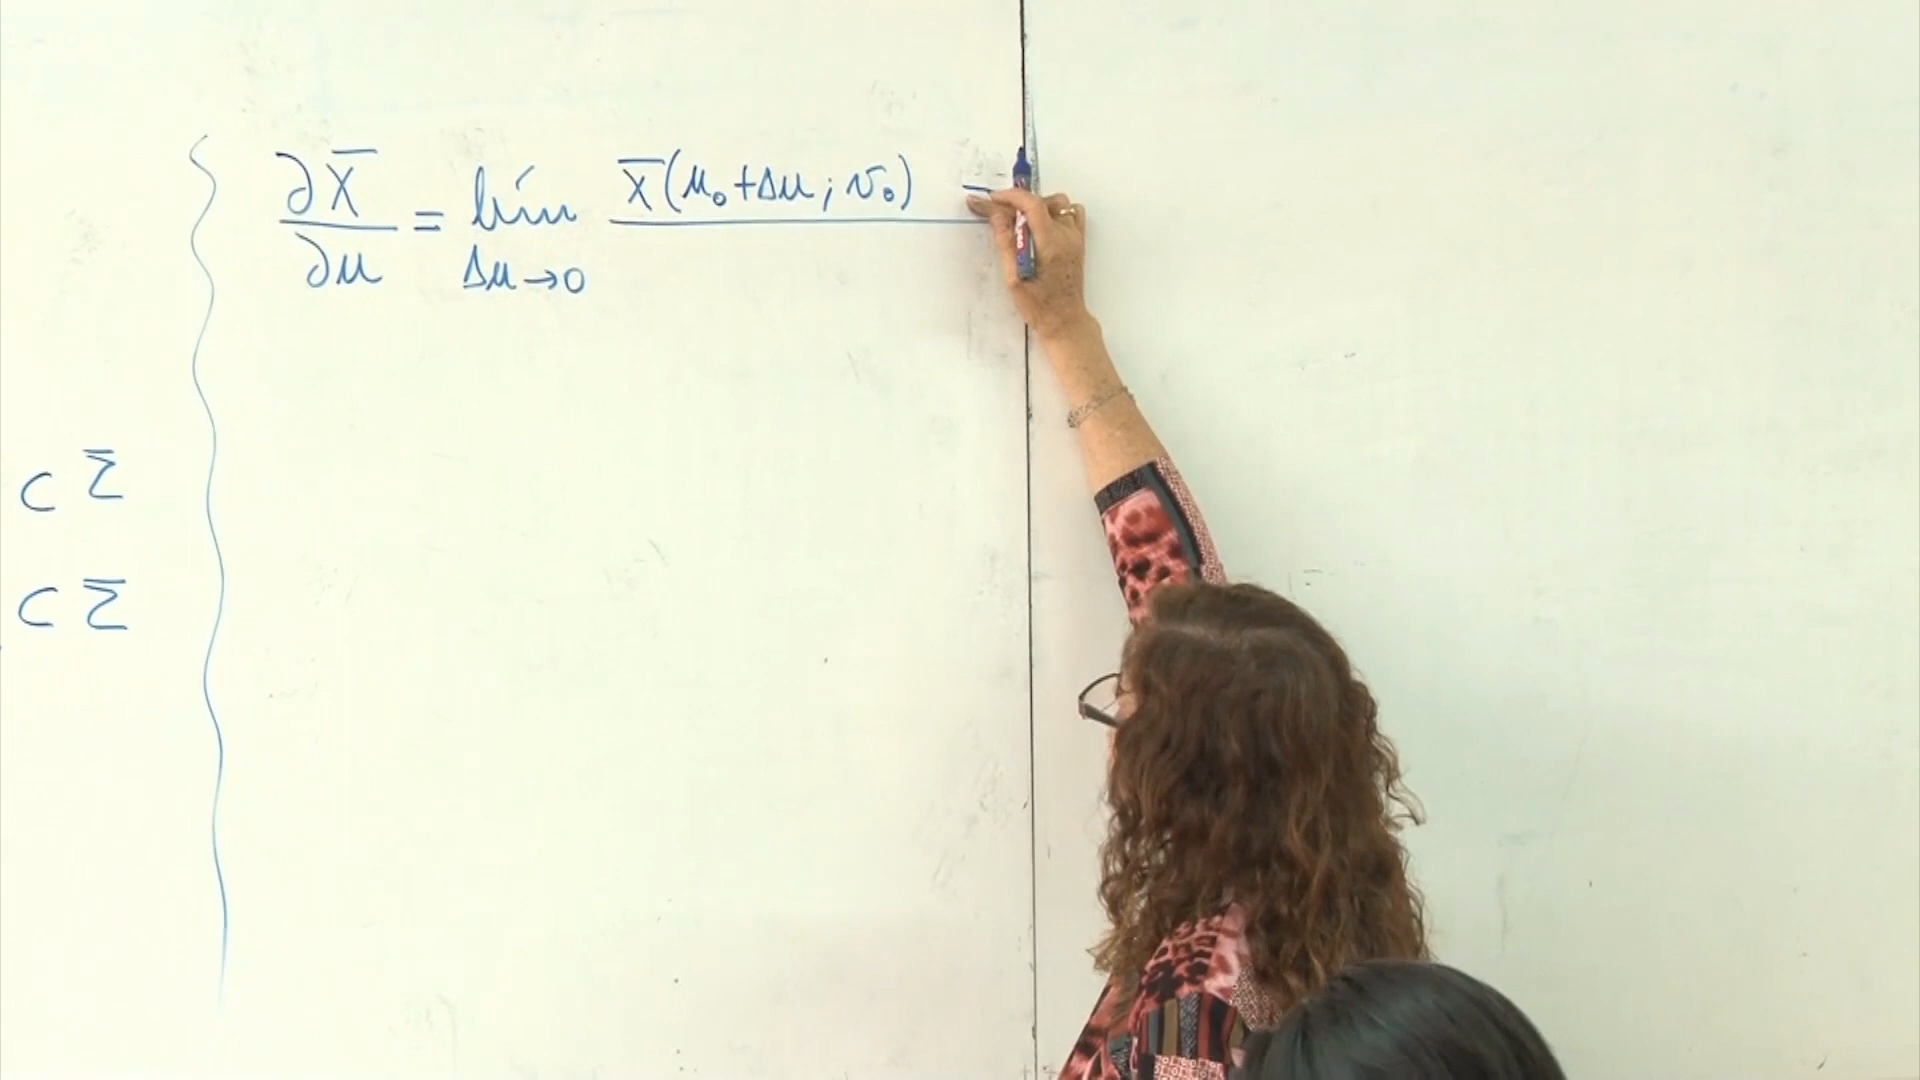 ∂X̄/∂u = lím Δu→0 X̄(u₀+Δu; v₀) −
⊂ Σ̄
⊂ Σ̄